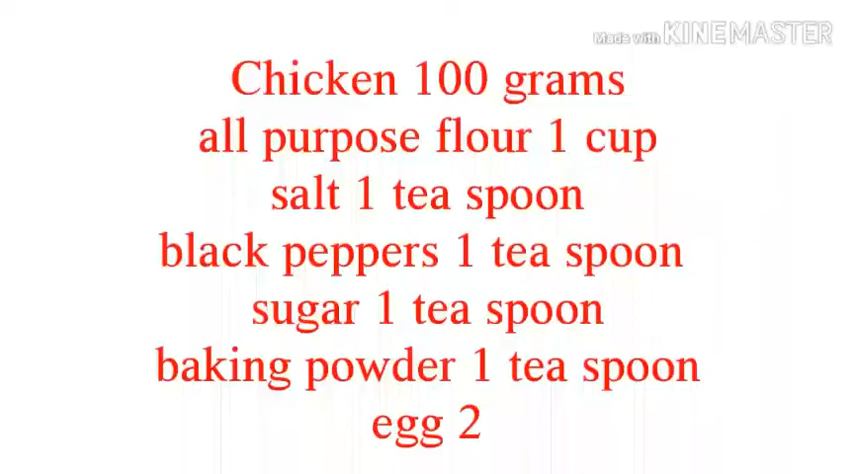 Made with KINEMASTER
Chicken 100 grams
all purpose flour 1 cup
salt 1 tea spoon
black peppers 1 tea spoon
sugar 1 tea spoon
baking powder 1 tea spoon
egg 2